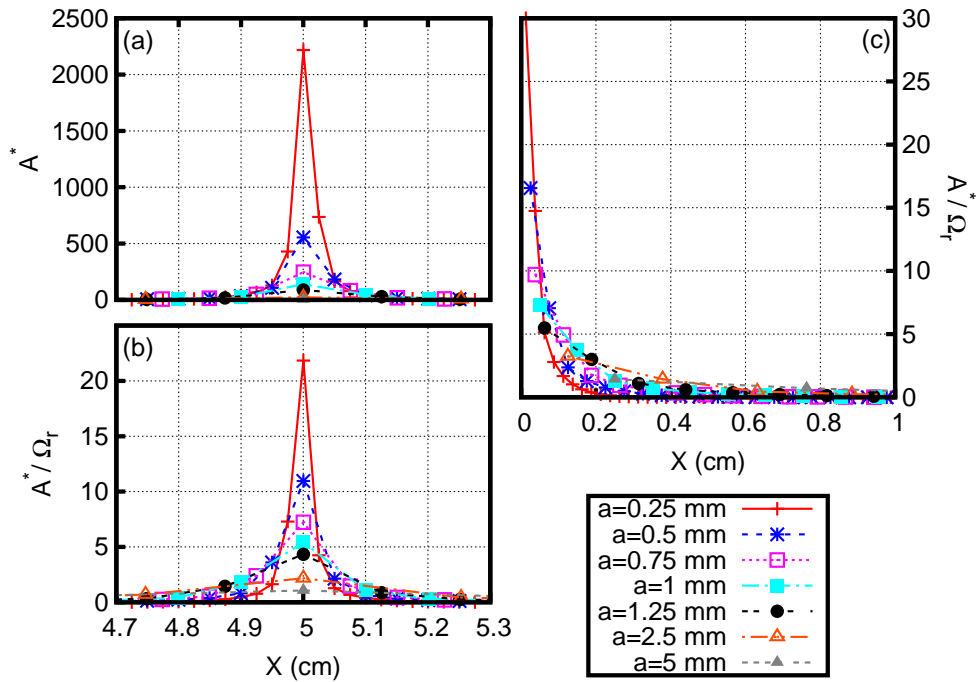 (a)
2500
2000
1500
1000
500
0
A*
(b)
20
15
10
5
0
A*/ Ωr
4.7 4.8 4.9 5 5.1 5.2 5.3
X (cm)
(c)
30
25
20
15
10
5
0
A*/ Ωr
0 0.2 0.4 0.6 0.8 1
X (cm)
a=0.25 mm
a=0.5 mm
a=0.75 mm
a=1 mm
a=1.25 mm
a=2.5 mm
a=5 mm